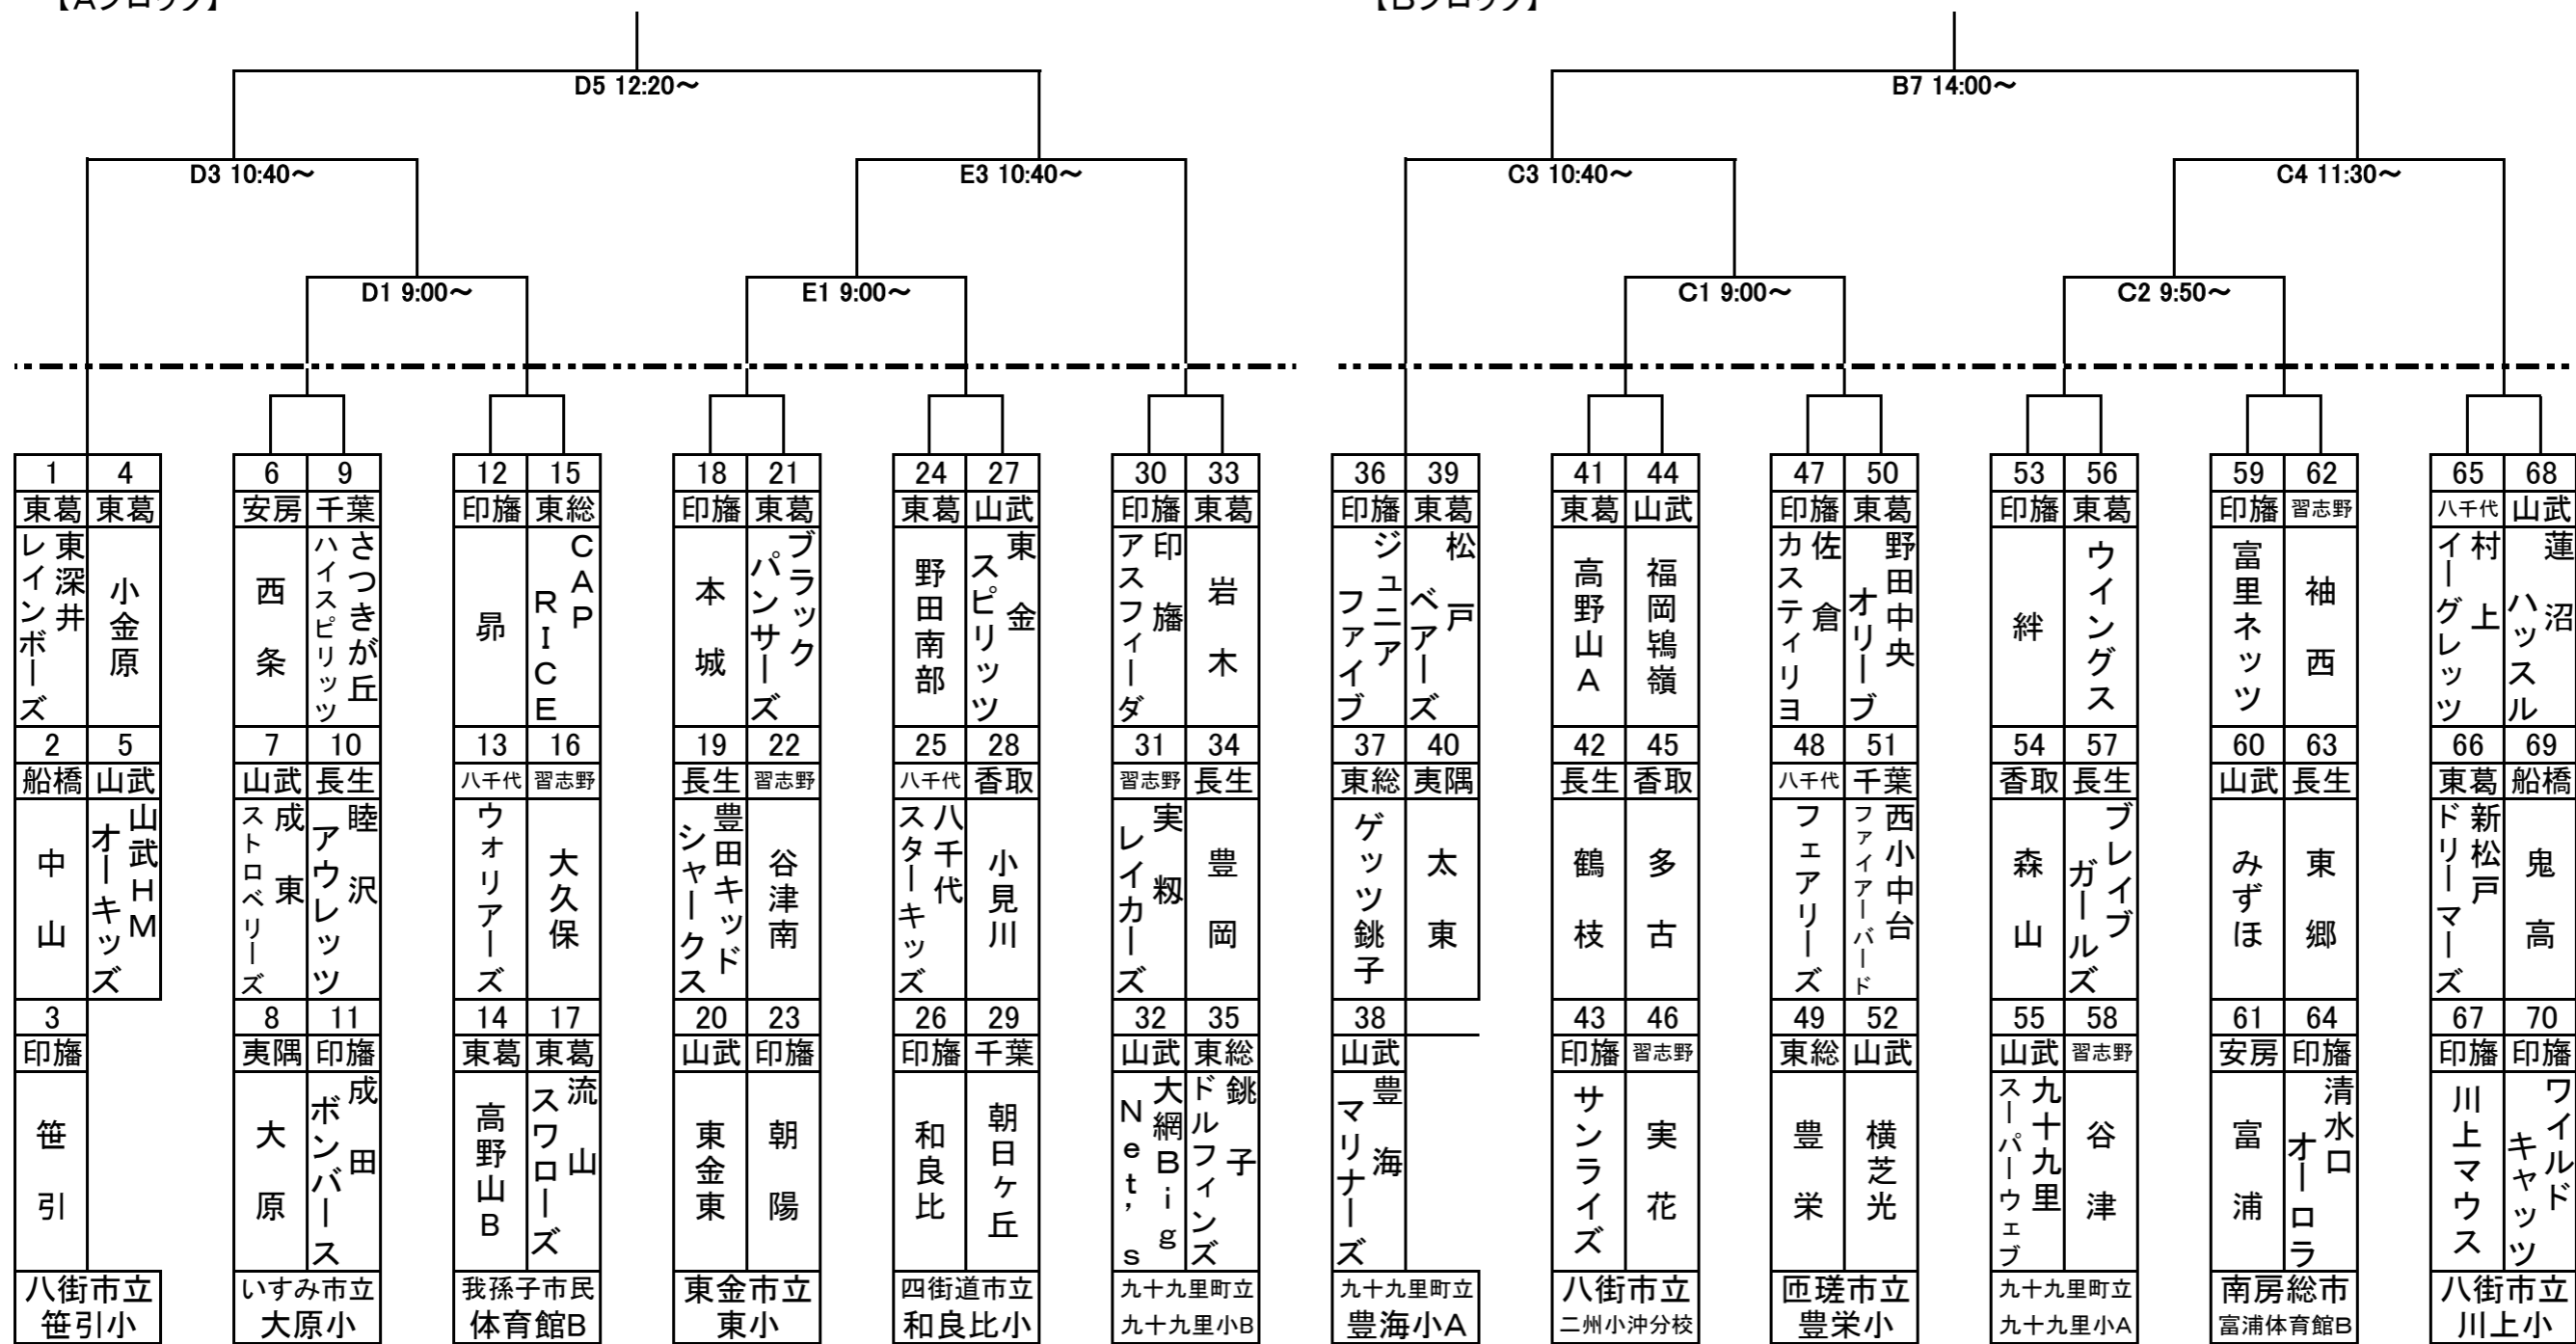 【Aブロック】
【Bブロック】
D5 12:20～
B7 14:00～
D3 10:40～
E3 10:40～
C3 10:40～
C4 11:30～
D1 9:00～
E1 9:00～
C1 9:00～
C2 9:50～
1 4 6 9 12 15 18 21 24 27 30 33 36 39 41 44 47 50 53 56 59 62 65 68
東葛 東葛 安房 千葉 印旛 東総 印旛 東葛 東葛 山武 印旛 東葛 印旛 東葛 東葛 山武 印旛 東葛 印旛 東葛 印旛 習志野 八千代 山武
東深井
レインボーズ
小金原
西条
さつきが丘
ハイスピリッツ
昴
CAP
RICE
本城
ブラック
パンサーズ
野田南部
東金
スピリッツ
印旛
アスフィーダ
岩木
ジュニア
ファイブ
松戸
ベアーズ
高野山A
福岡鴇嶺
佐倉
カスティリヨ
野田中央
オリーブ
絆
ウイングス
富里ネッツ
袖西
村上
イーグレッツ
蓮沼
ハッスル
2 5 7 10 13 16 19 22 25 28 31 34 37 40 42 45 48 51 54 57 60 63 66 69
船橋 山武 山武 長生 八千代 習志野 長生 習志野 八千代 香取 習志野 長生 東総 夷隅 長生 香取 八千代 千葉 香取 長生 山武 長生 東葛 船橋
中山
山武HM
オーキッズ
成東
ストロベリーズ
睦沢
アウレッツ
ウォリアーズ
大久保
豊田キッド
シャークス
谷津南
八千代
スターキッズ
小見川
実籾
レイカーズ
豊岡
ゲッツ銚子
太東
鶴枝
多古
フェアリーズ
西小中台
ファイアーバード
森山
ブレイブ
ガールズ
みずほ
東郷
新松戸
ドリーマーズ
鬼高
3 8 11 14 17 20 23 26 29 32 35 38 43 46 49 52 55 58 61 64 67 70
印旛 夷隅 印旛 東葛 東葛 山武 印旛 印旛 千葉 山武 東総 山武 印旛 習志野 東総 山武 山武 習志野 安房 印旛 印旛 印旛
笹引
大原
成田
ボンバース
高野山B
流山
スワローズ
東金東
朝陽
和良比
朝日ヶ丘
大網Big
Net’s
銚子
ドルフィンズ
豊海
マリナーズ
サンライズ
実花
豊栄
横芝光
九十九里
スーパーウェブ
谷津
富浦
清水口
オーロラ
川上マウス
ワイルド
キャッツ
八街市立
笹引小
いすみ市立
大原小
我孫子市民
体育館B
東金市立
東小
四街道市立
和良比小
九十九里町立
九十九里小B
九十九里町立
豊海小A
八街市立
二州小沖分校
匝瑳市立
豊栄小
九十九里町立
九十九里小A
南房総市
富浦体育館B
八街市立
川上小